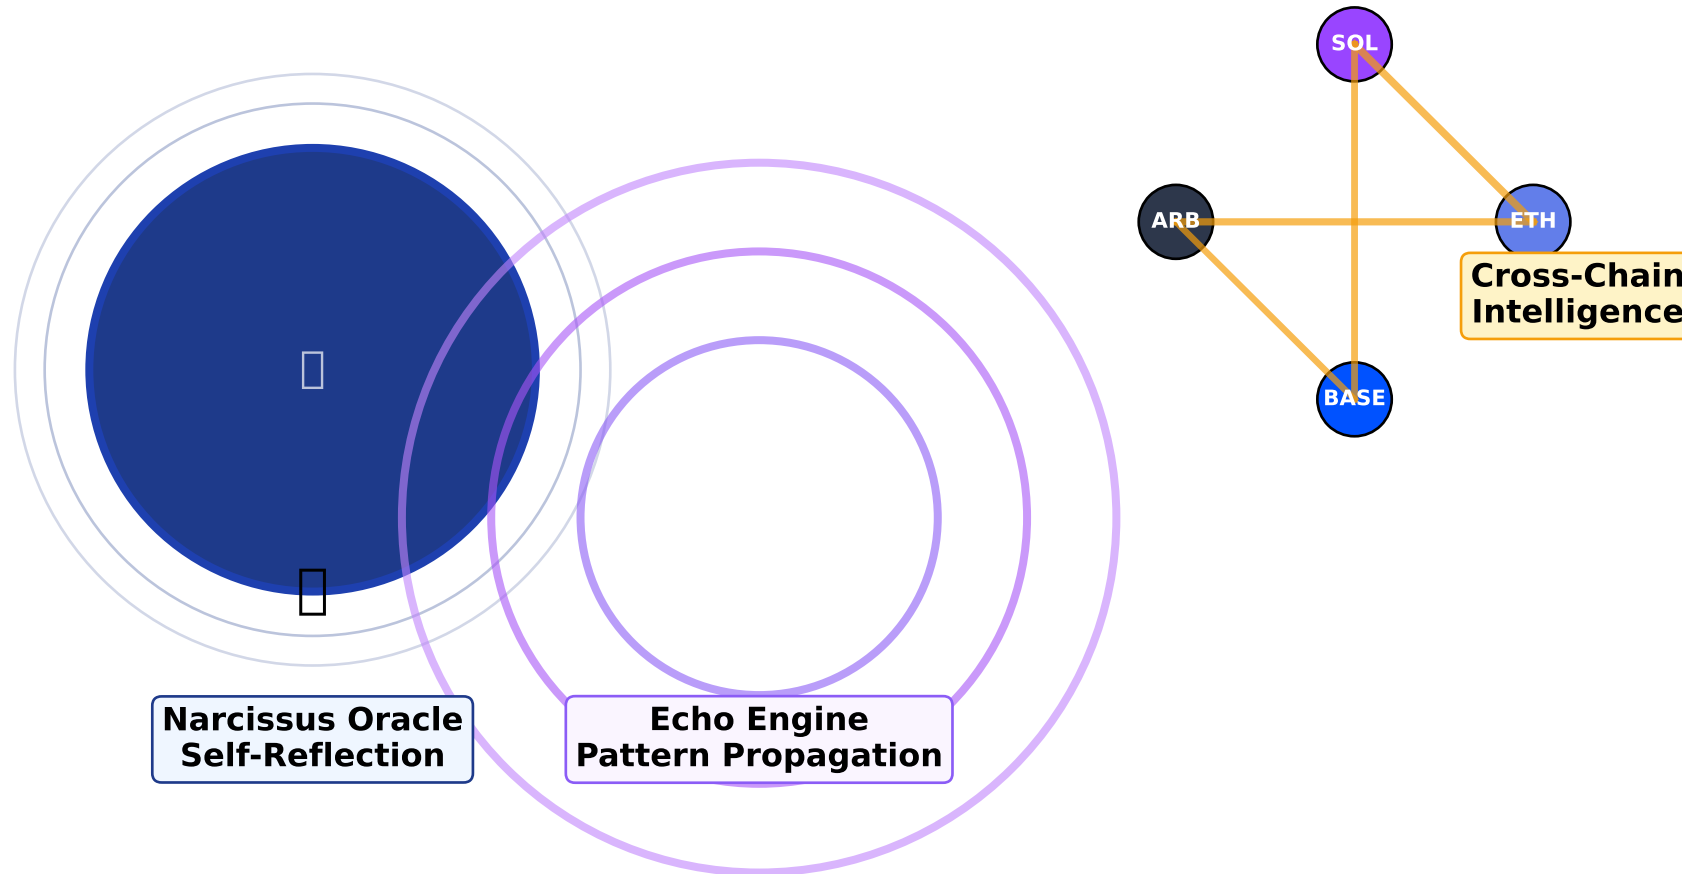 SOL
ARB
ETH
Cross-Chain
Intelligence
BASE
Narcissus Oracle
Self-Reflection
Echo Engine
Pattern Propagation